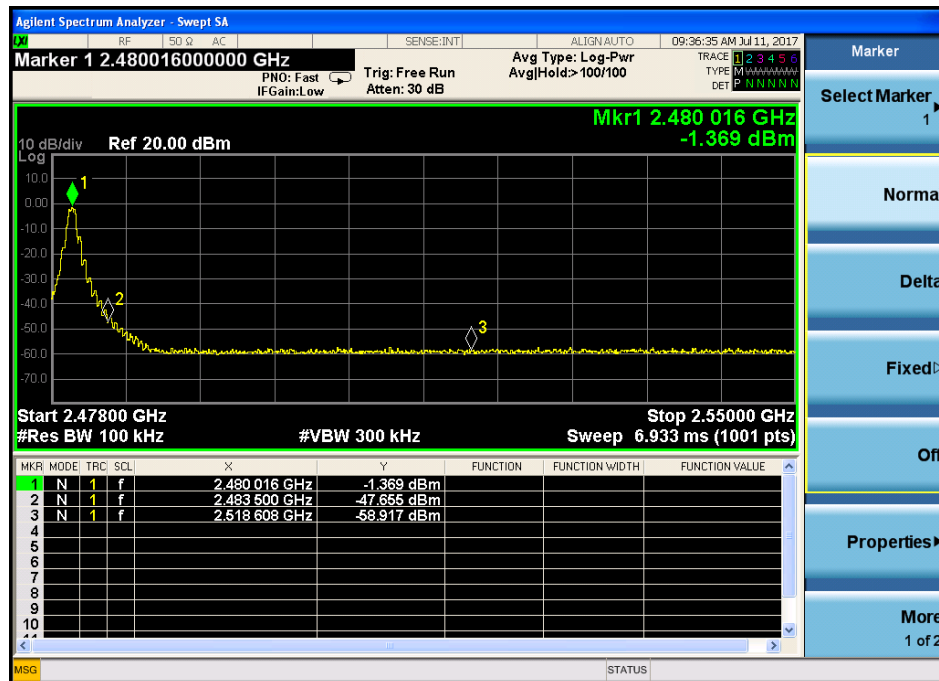 Agilent Spectrum Analyzer - Swept SA
LXI RF 50 Ω AC SENSE:INT ALIGN AUTO 09:36:35 AM Jul 11, 2017
Marker 1 2.480016000000 GHz
PNO: Fast
IFGain:Low
Trig: Free Run
Atten: 30 dB
Avg Type: Log-Pwr
Avg|Hold:>100/100
TRACE 1 2 3 4 5 6
TYPE M WWWWW
DET P N N N N N
Mkr1 2.480 016 GHz
-1.369 dBm
10 dB/div Ref 20.00 dBm
Log
10.0
0.00
-10.0
-20.0
-30.0
-40.0
-50.0
-60.0
-70.0
1
2
3
Start 2.47800 GHz Stop 2.55000 GHz
#Res BW 100 kHz #VBW 300 kHz Sweep 6.933 ms (1001 pts)
MKR MODE TRC SCL X Y FUNCTION FUNCTION WIDTH FUNCTION VALUE
1 N 1 f 2.480 016 GHz -1.369 dBm
2 N 1 f 2.483 500 GHz -47.655 dBm
3 N 1 f 2.518 608 GHz -58.917 dBm
4
5
6
7
8
9
10
11
MSG STATUS
Marker
Select Marker
1
Norma
Delta
Fixed
Off
Properties
More
1 of 2